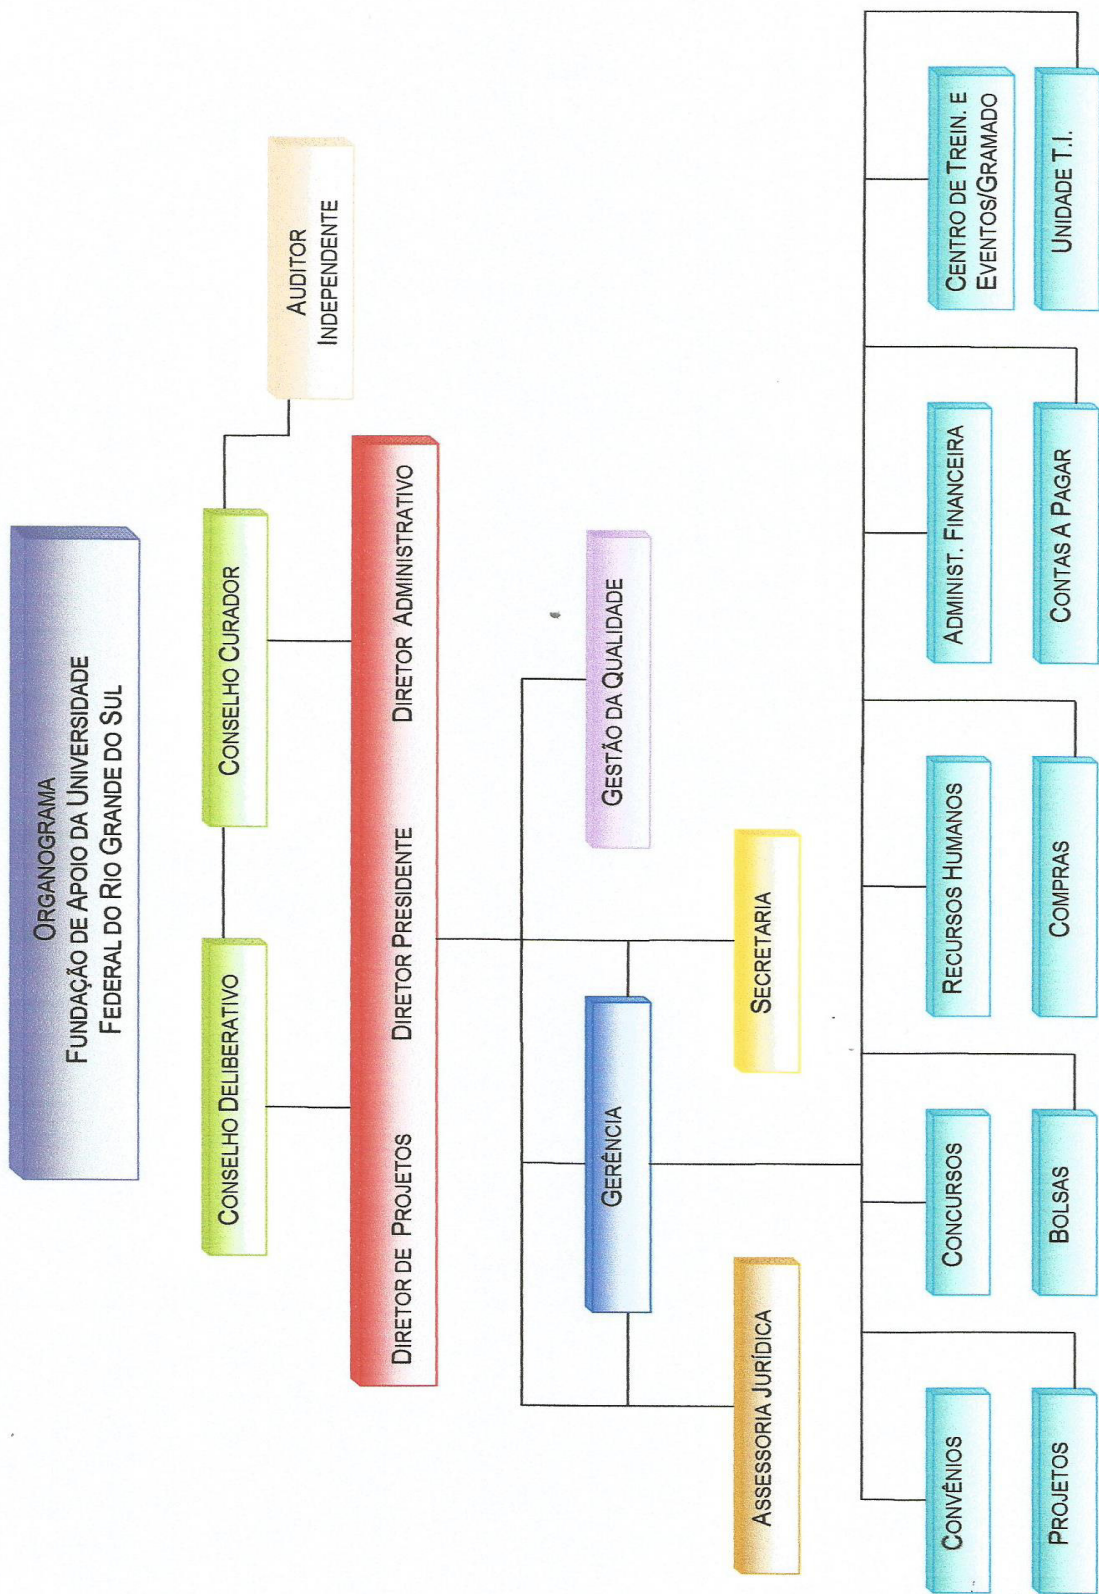 ORGANOGRAMA
FUNDAÇÃO DE APOIO DA UNIVERSIDADE
FEDERAL DO RIO GRANDE DO SUL
CONSELHO DELIBERATIVO
CONSELHO CURADOR
AUDITOR
INDEPENDENTE
DIRETOR DE PROJETOS
DIRETOR PRESIDENTE
DIRETOR ADMINISTRATIVO
GERÊNCIA
GESTÃO DA QUALIDADE
ASSESSORIA JURÍDICA
SECRETARIA
CONVÊNIOS
CONCURSOS
RECURSOS HUMANOS
ADMINIST. FINANCEIRA
CENTRO DE TREIN. E
EVENTOS/GRAMADO
PROJETOS
BOLSAS
COMPRAS
CONTAS A PAGAR
UNIDADE T.I.